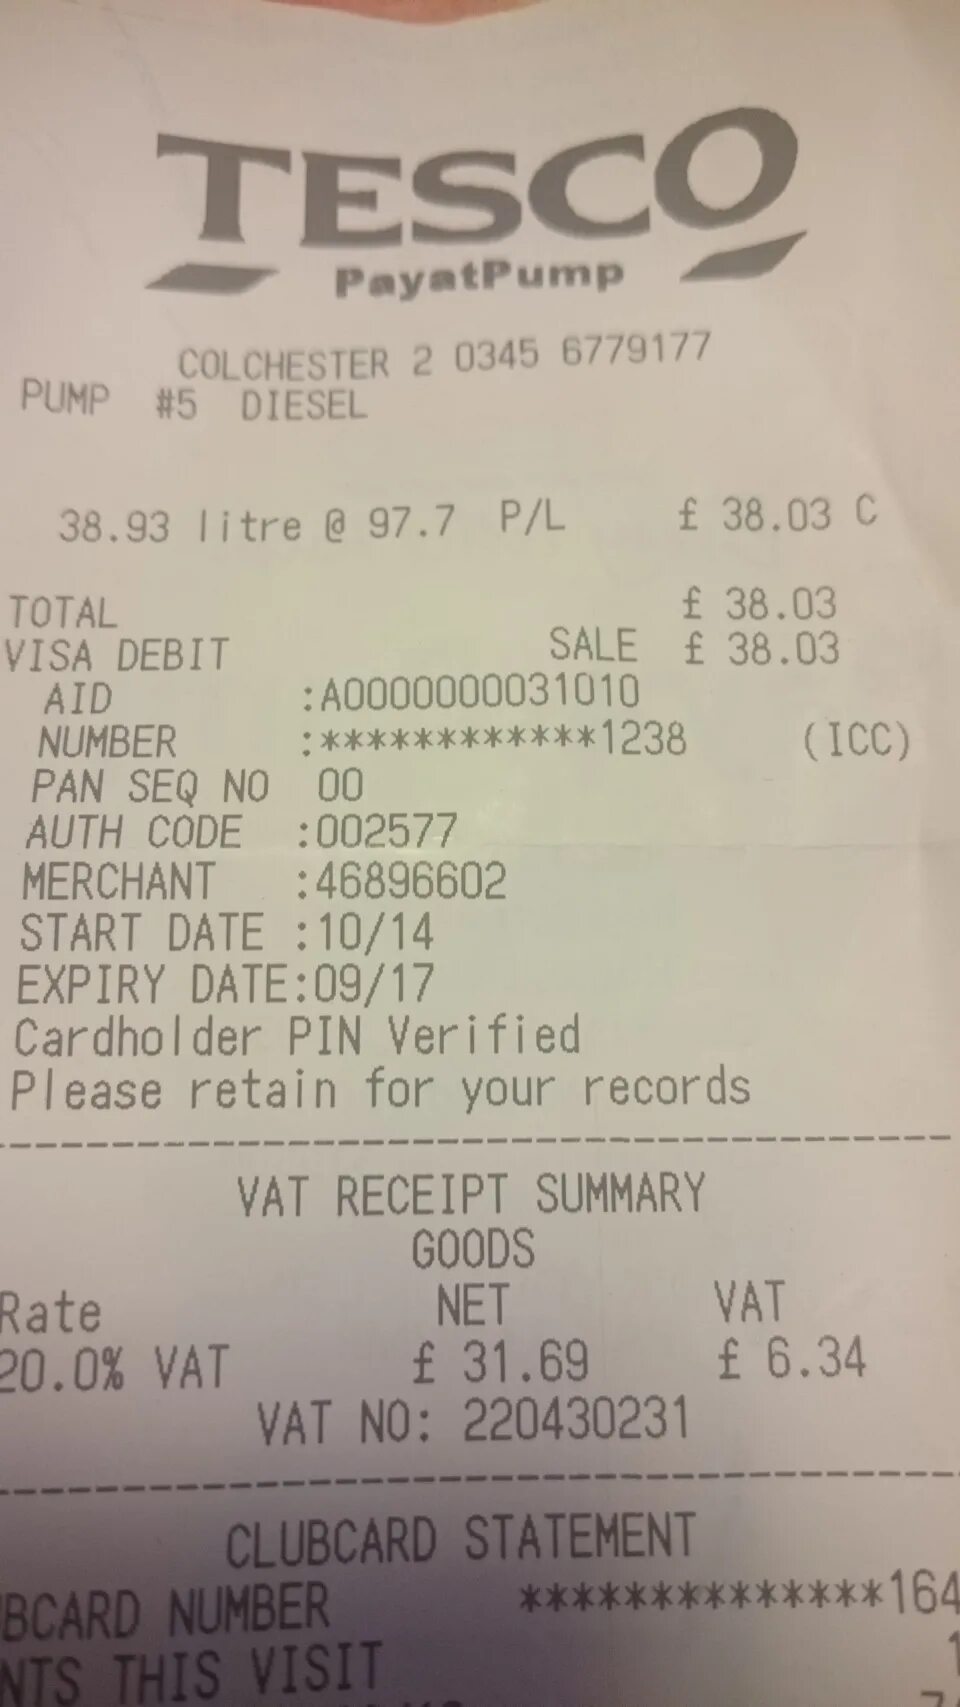 TESCO
PayatPump
COLCHESTER 2 0345 6779177
PUMP #5 DIESEL
38.93 litre @ 97.7 P/L £ 38.03 C
TOTAL £ 38.03
VISA DEBIT SALE £ 38.03
AID :A0000000031010
NUMBER :************1238 (ICC)
PAN SEQ NO 00
AUTH CODE :002577
MERCHANT :46896602
START DATE :10/14
EXPIRY DATE:09/17
Cardholder PIN Verified
Please retain for your records
VAT RECEIPT SUMMARY
GOODS
Rate NET VAT
20.0% VAT £ 31.69 £ 6.34
VAT NO: 220430231
CLUBCARD STATEMENT
BCARD NUMBER **************164
NTS THIS VISIT 1